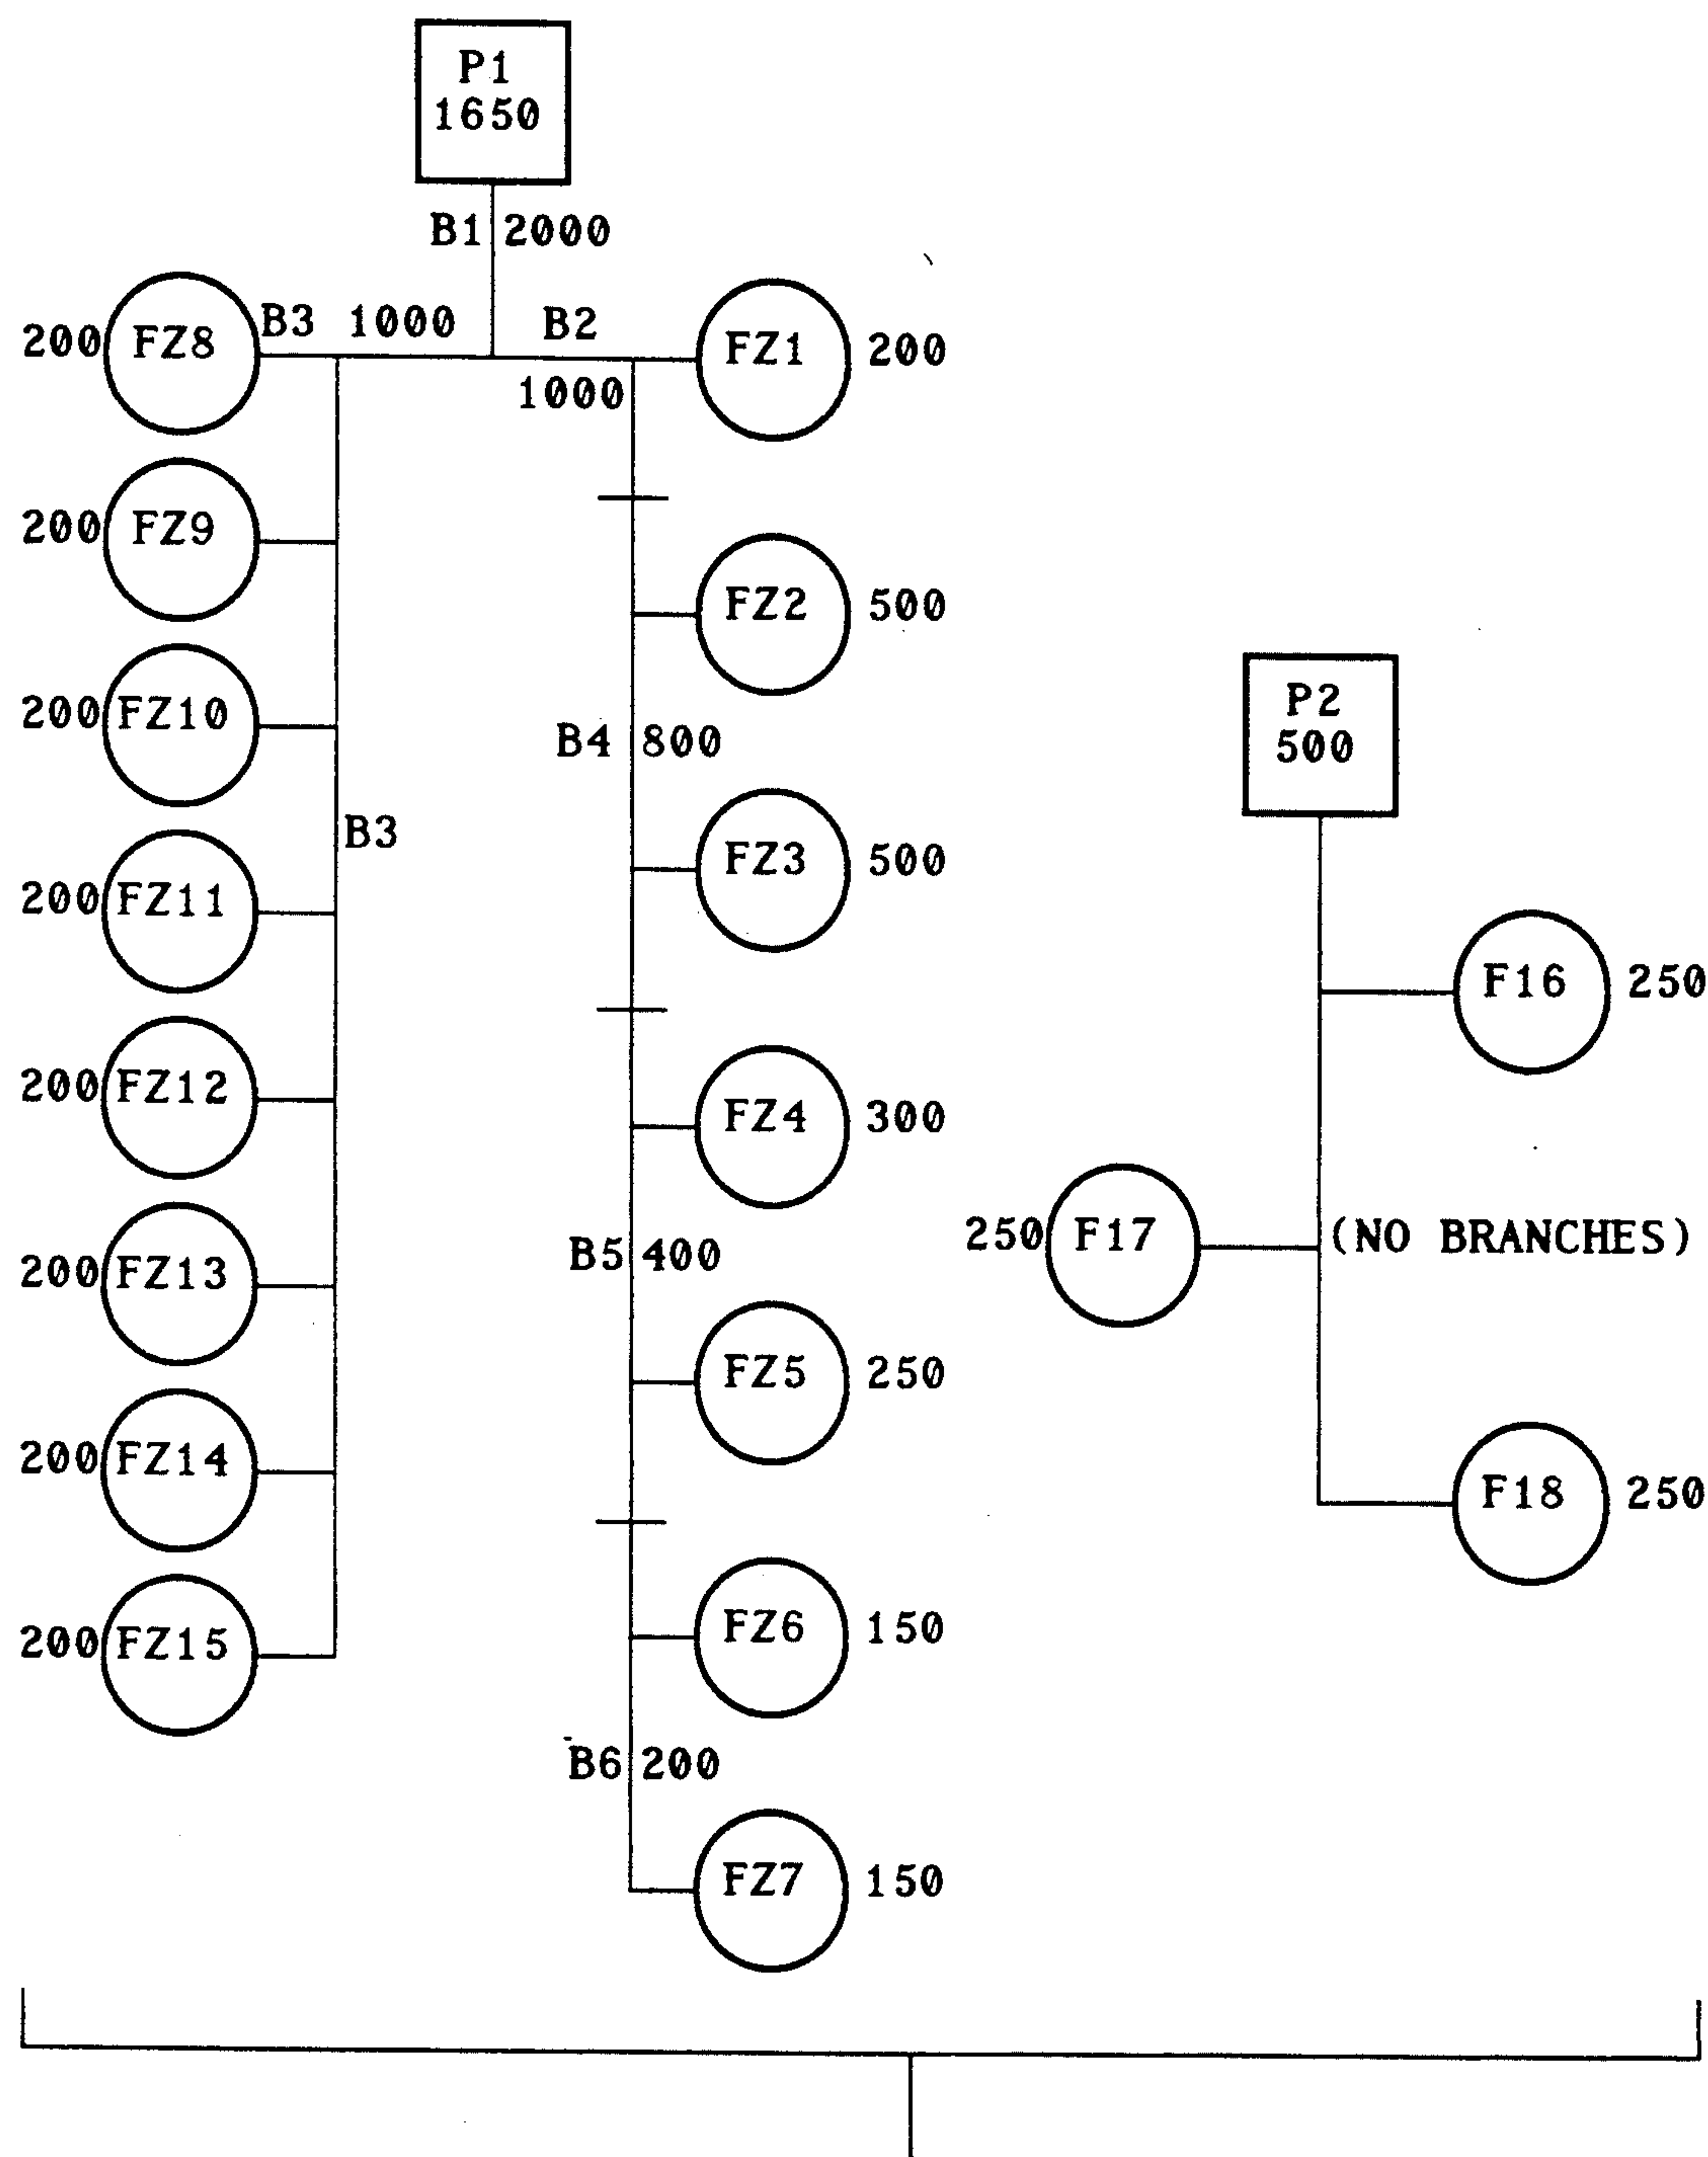 P1
1650
B1 2000
200 FZ8 B3 1000 B2 FZ1 200
1000
200 FZ9
FZ2 500
200 FZ10
B4 800
P2
500
B3
200 FZ11
FZ3 500
F16 250
200 FZ12
FZ4 300
250 F17 (NO BRANCHES)
B5 400
200 FZ13
FZ5 250
200 FZ14
F18 250
200 FZ15
FZ6 150
B6 200
FZ7 150